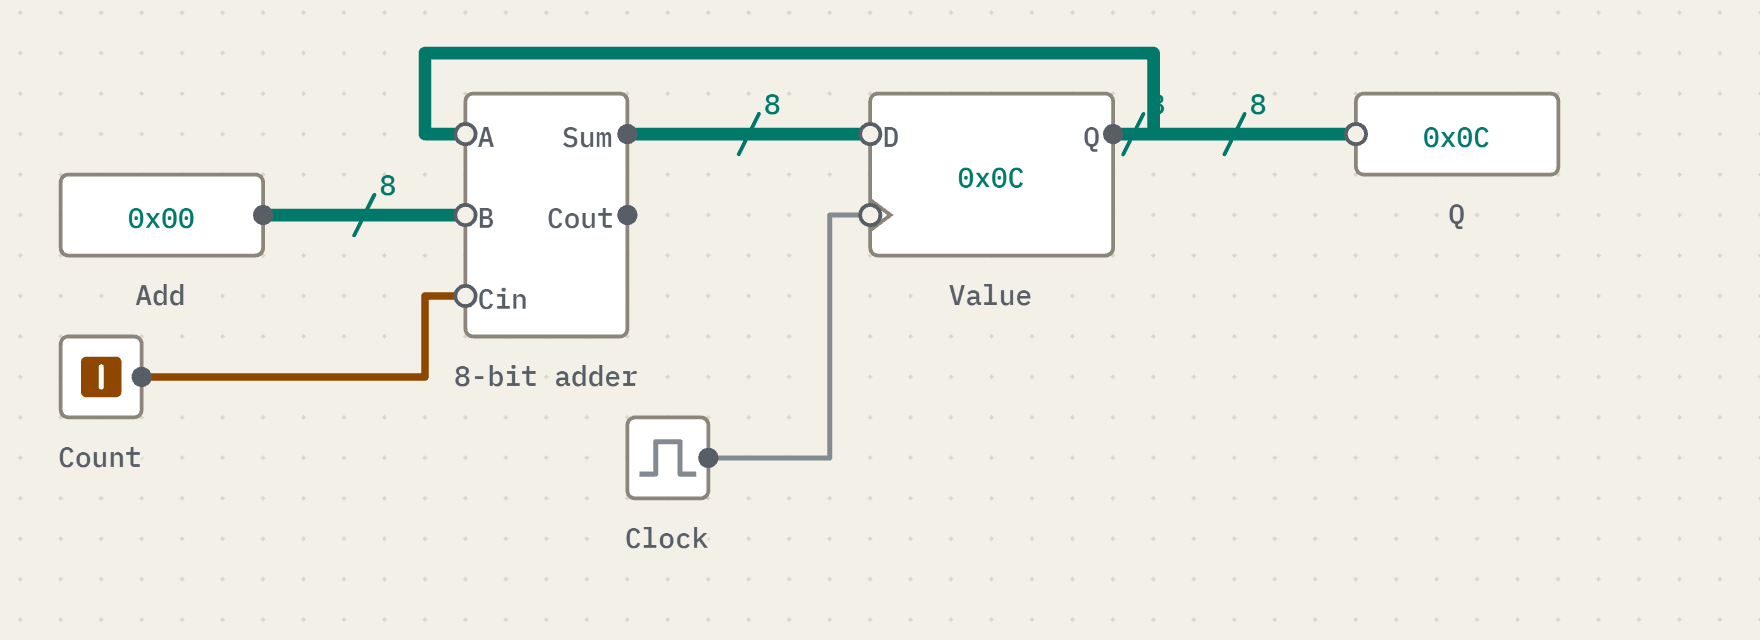 8
8
8
A
Sum
D
Q
0x0C
0x0C
8
0x00
B
Cout
Q
Add
Cin
Value
8-bit adder
Count
Clock